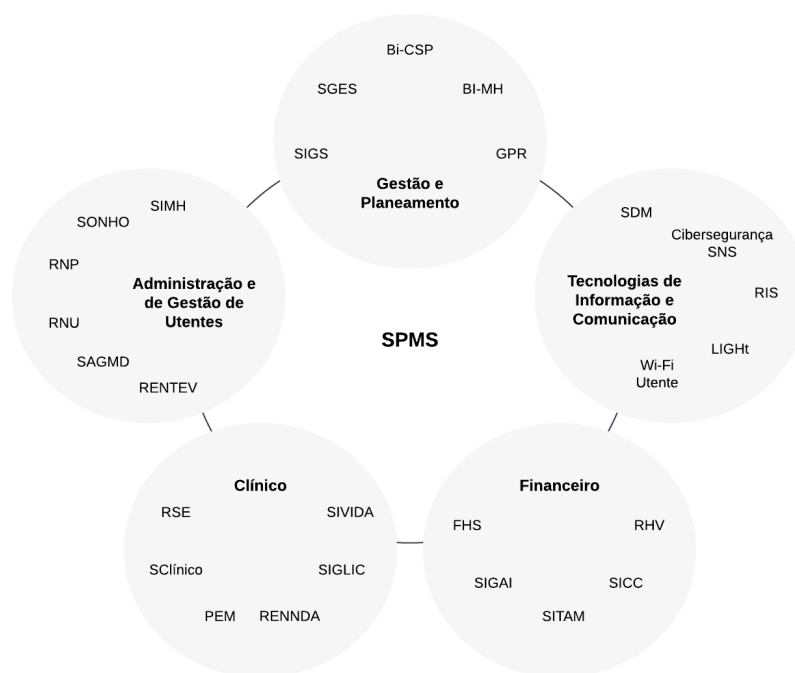 Bi-CSP
SGES
BI-MH
SIGS
GPR
Gestão e
Planeamento
SIMH
SONHO
RNP
Administração e
de Gestão de
Utentes
RNU
SAGMD
RENTEV
SDM
Cibersegurança
SNS
Tecnologias de
Informação e
Comunicação
RIS
LIGHt
Wi-Fi
Utente
SPMS
Clínico
RSE
SIVIDA
SClínico
SIGLIC
PEM
RENNDA
Financeiro
FHS
RHV
SIGAI
SICC
SITAM